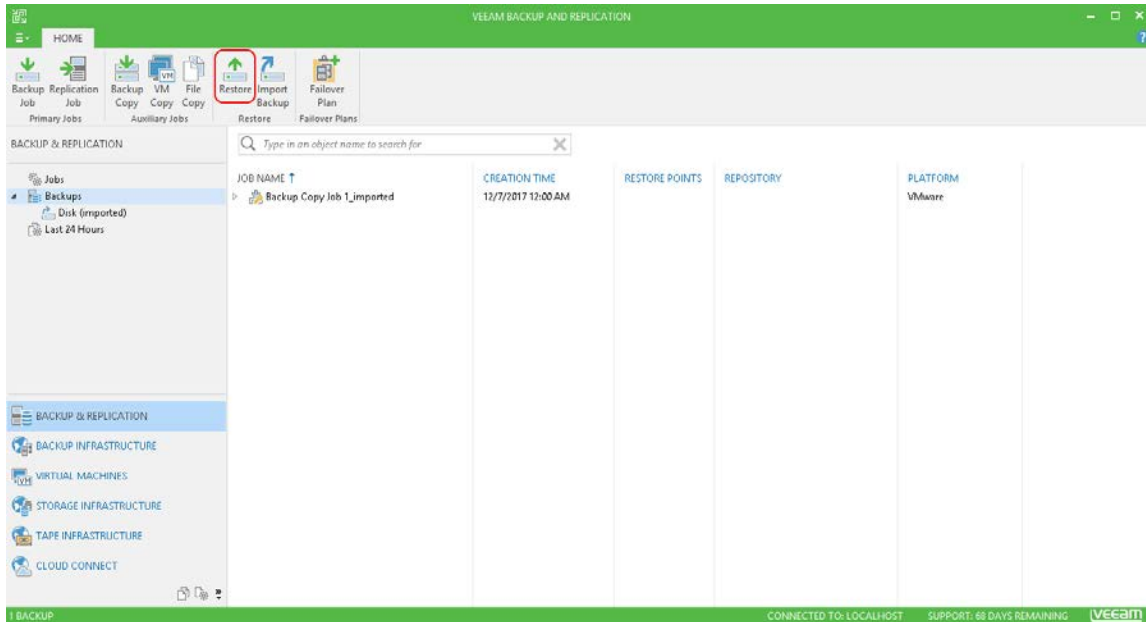 VEEAM BACKUP AND REPLICATION
HOME
Backup Job
Replication Job
Backup Copy
VM Copy
File Copy
Restore
Import Backup
Failover Plan
Primary Jobs
Auxiliary Jobs
Restore
Failover Plans
BACKUP & REPLICATION
Type in an object name to search for
Jobs
Backups
Disk (imported)
Last 24 Hours
JOB NAME CREATION TIME RESTORE POINTS REPOSITORY PLATFORM
Backup Copy Job 1_imported 12/7/2017 12:00 AM VMware
BACKUP & REPLICATION
BACKUP INFRASTRUCTURE
VIRTUAL MACHINES
STORAGE INFRASTRUCTURE
TAPE INFRASTRUCTURE
CLOUD CONNECT
1 BACKUP CONNECTED TO: LOCALHOST SUPPORT: 68 DAYS REMAINING veeam